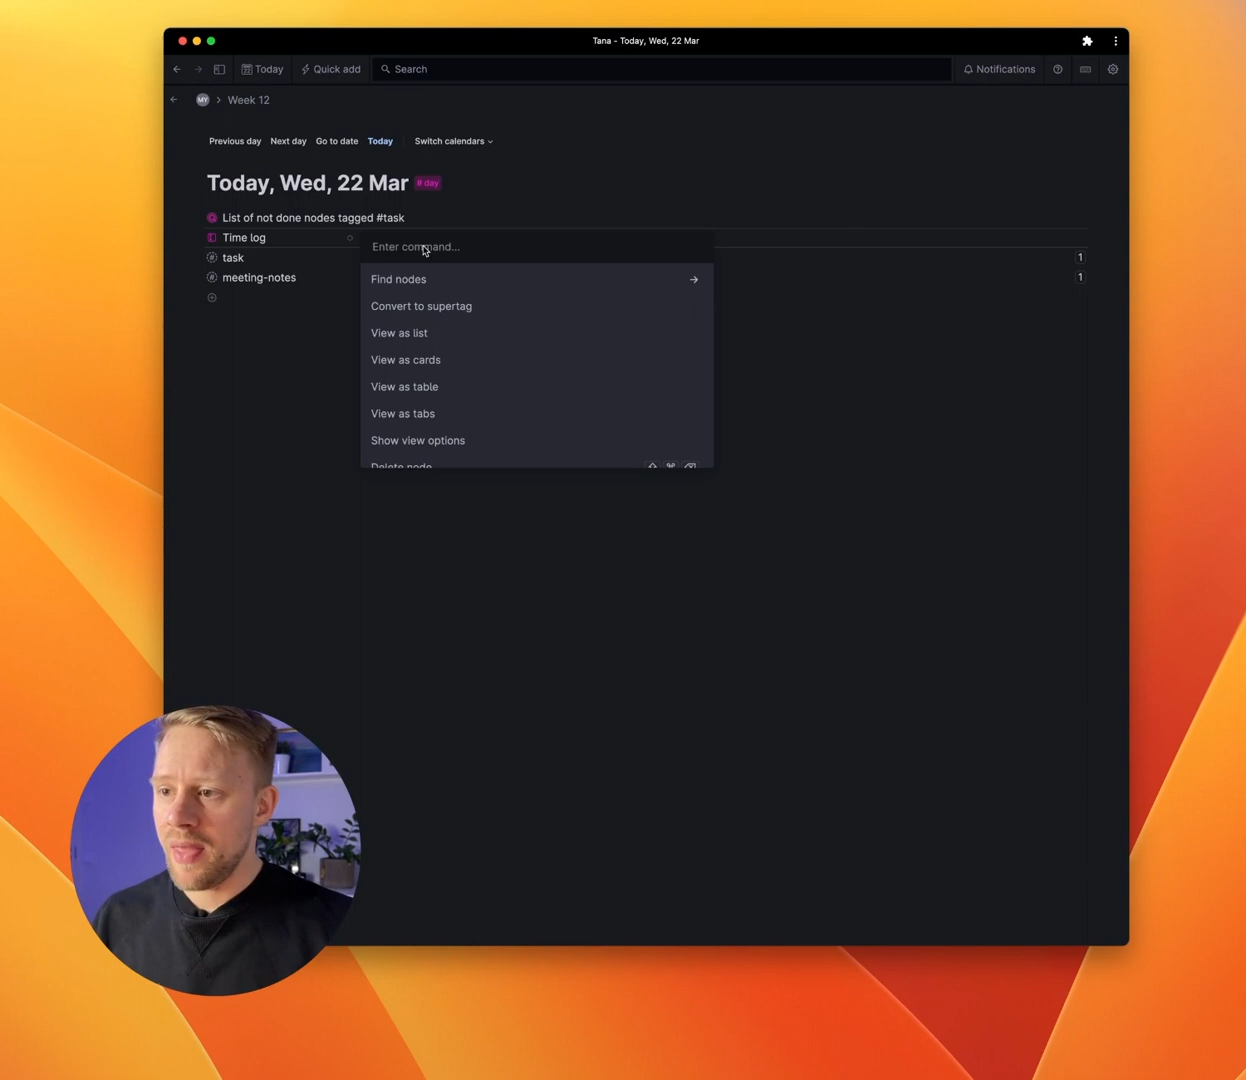 Tana - Today, Wed, 22 Mar
Today
Quick add
Search
Notifications
MY
Week 12
Previous day
Next day
Go to date
Today
Switch calendars
Today, Wed, 22 Mar
# day
List of not done nodes tagged #task
Time log
Enter command...
task
1
meeting-notes
1
Find nodes
Convert to supertag
View as list
View as cards
View as table
View as tabs
Show view options
Delete node